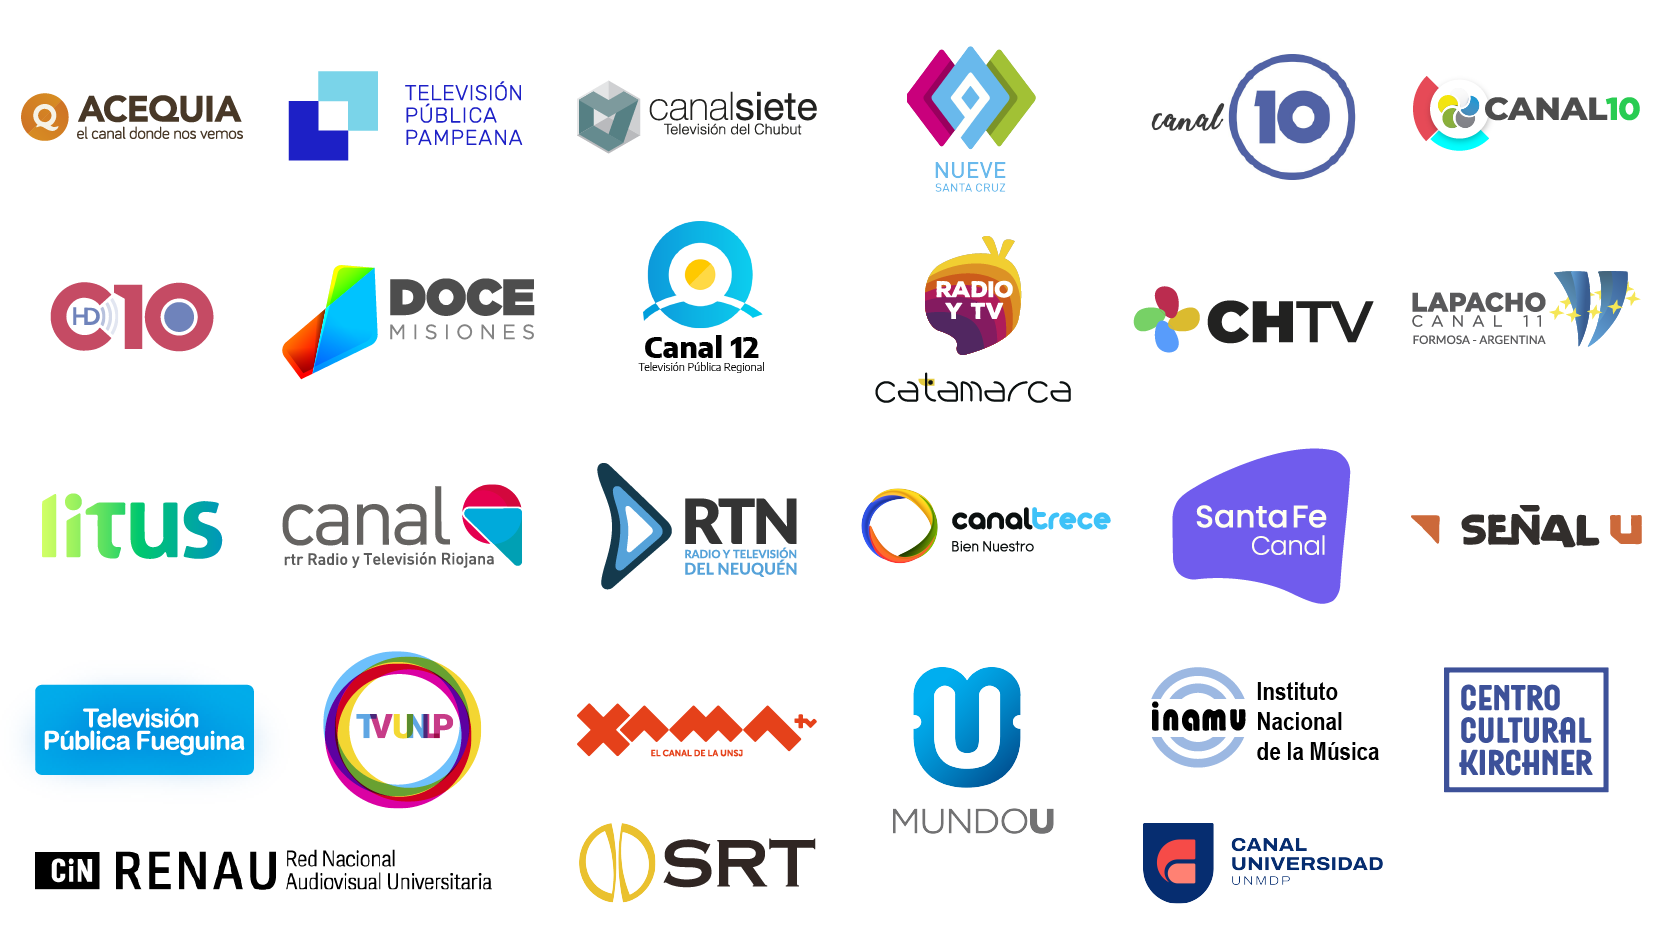 ACEQUIA
el canal donde nos vemos
TELEVISIÓN
PÚBLICA
PAMPEANA
canalsiete
Televisión del Chubut
9
NUEVE
SANTA CRUZ
canal 10
CANAL10
C10
HD
DOCE
MISIONES
Canal 12
Televisión Pública Regional
RADIO
Y TV
catamarca
CHTV
LAPACHO
CANAL 11
FORMOSA - ARGENTINA
litus
canal
rtr Radio y Televisión Riojana
RTN
RADIO Y TELEVISIÓN
DEL NEUQUÉN
canaltrece
Bien Nuestro
Santa Fe
Canal
SEÑAL U
Televisión
Pública Fueguina
TVUNLP
XAMA tv
EL CANAL DE LA UNSJ
U
MUNDOU
inamu
Instituto
Nacional
de la Música
CENTRO
CULTURAL
KIRCHNER
CiN RENAU
Red Nacional
Audiovisual Universitaria
SRT
CANAL
UNIVERSIDAD
UNMDP